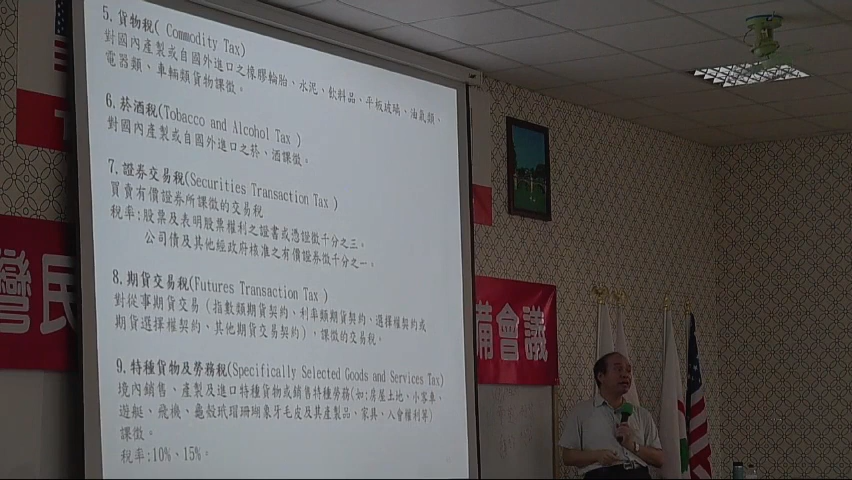 5. 貨物稅( Commodity Tax)
對國內產製或自國外進口之橡膠輪胎、水泥、飲料品、平板玻璃、油氣類、
電器類、車輛類貨物課徵。
6. 菸酒稅(Tobacco and Alcohol Tax )
對國內產製或自國外進口之菸、酒課徵。
7. 證券交易稅(Securities Transaction Tax )
買賣有價證券所課徵的交易稅
稅率:股票及表明股票權利之證書或憑證徵千分之三。
公司債及其他經政府核准之有價證券徵千分之一。
8. 期貨交易稅(Futures Transaction Tax )
對從事期貨交易(指數類期貨契約、利率類期貨契約、選擇權契約或
期貨選擇權契約、其他期貨交易契約),課徵的交易稅。
9. 特種貨物及勞務稅(Specifically Selected Goods and Services Tax)
境內銷售、產製及進口特種貨物或銷售特種勞務(如:房屋土地、小客車、
遊艇、飛機、龜殼玳瑁珊瑚象牙毛皮及其產製品、家具、入會權利等)
課徵。
稅率:10%、15%。
灣民
備會議